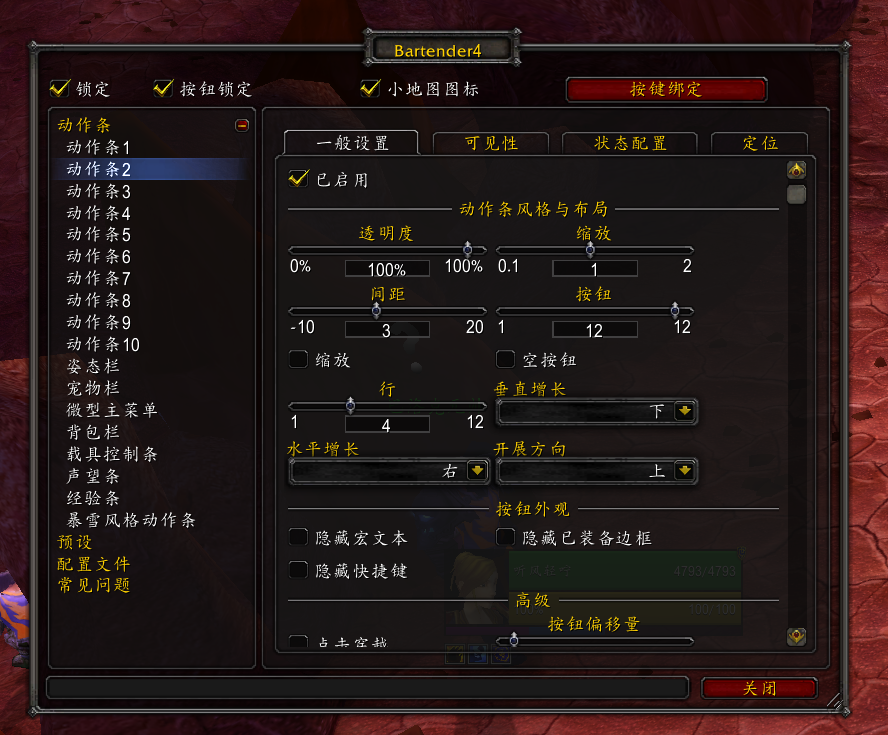 Bartender4
锁定 按钮锁定 小地图图标 按键绑定
动作条
动作条1
动作条2
动作条3
动作条4
动作条5
动作条6
动作条7
动作条8
动作条9
动作条10
姿态栏
宠物栏
微型主菜单
背包栏
载具控制条
声望条
经验条
暴雪风格动作条
预设
配置文件
常见问题
一般设置 可见性 状态配置 定位
已启用
动作条风格与布局
透明度 缩放
0% 100% 100% 0.1 1 2
间距 按钮
-10 3 20 1 12 12
缩放 空按钮
行 垂直增长
1 4 12 下
水平增长 开展方向
右 上
按钮外观
隐藏宏文本 隐藏已装备边框
隐藏快捷键
4793/4793
高级
100/100
按钮偏移量
点击穿越
关闭